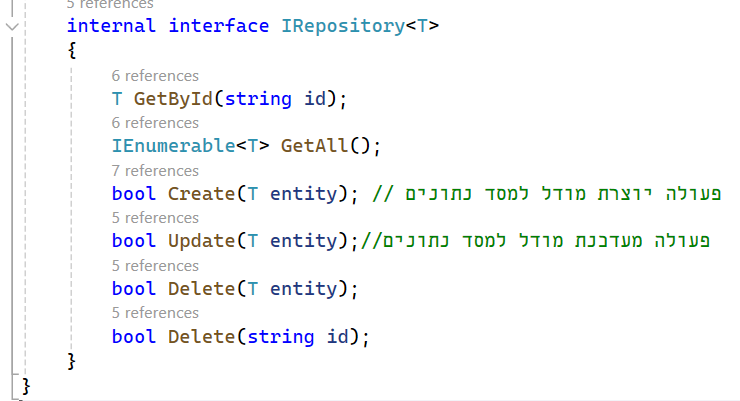 5 references
internal interface IRepository<T>
{
6 references
T GetById(string id);
6 references
IEnumerable<T> GetAll();
7 references
bool Create(T entity); // פעולה יוצרת מודל למסד נתונים
5 references
bool Update(T entity);//פעולה מעדכנת מודל למסד נתונים
5 references
bool Delete(T entity);
5 references
bool Delete(string id);
}
}